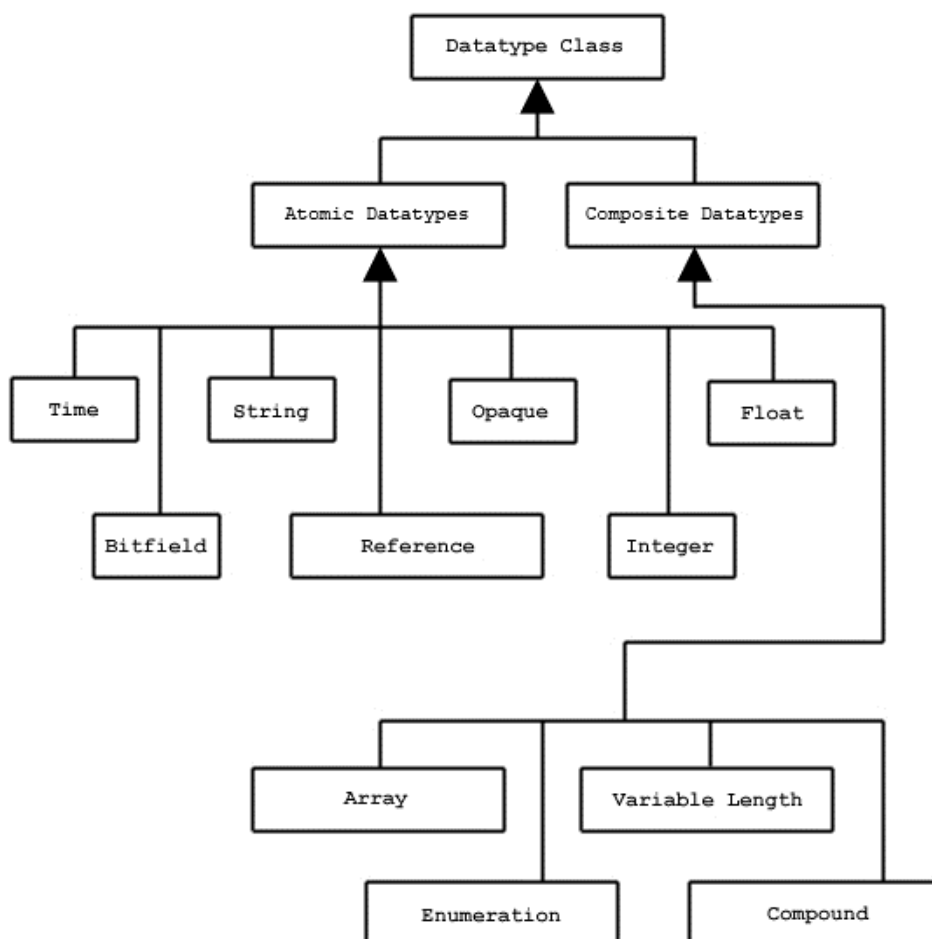 Datatype Class
Atomic Datatypes
Composite Datatypes
Time
String
Opaque
Float
Bitfield
Reference
Integer
Array
Variable Length
Enumeration
Compound